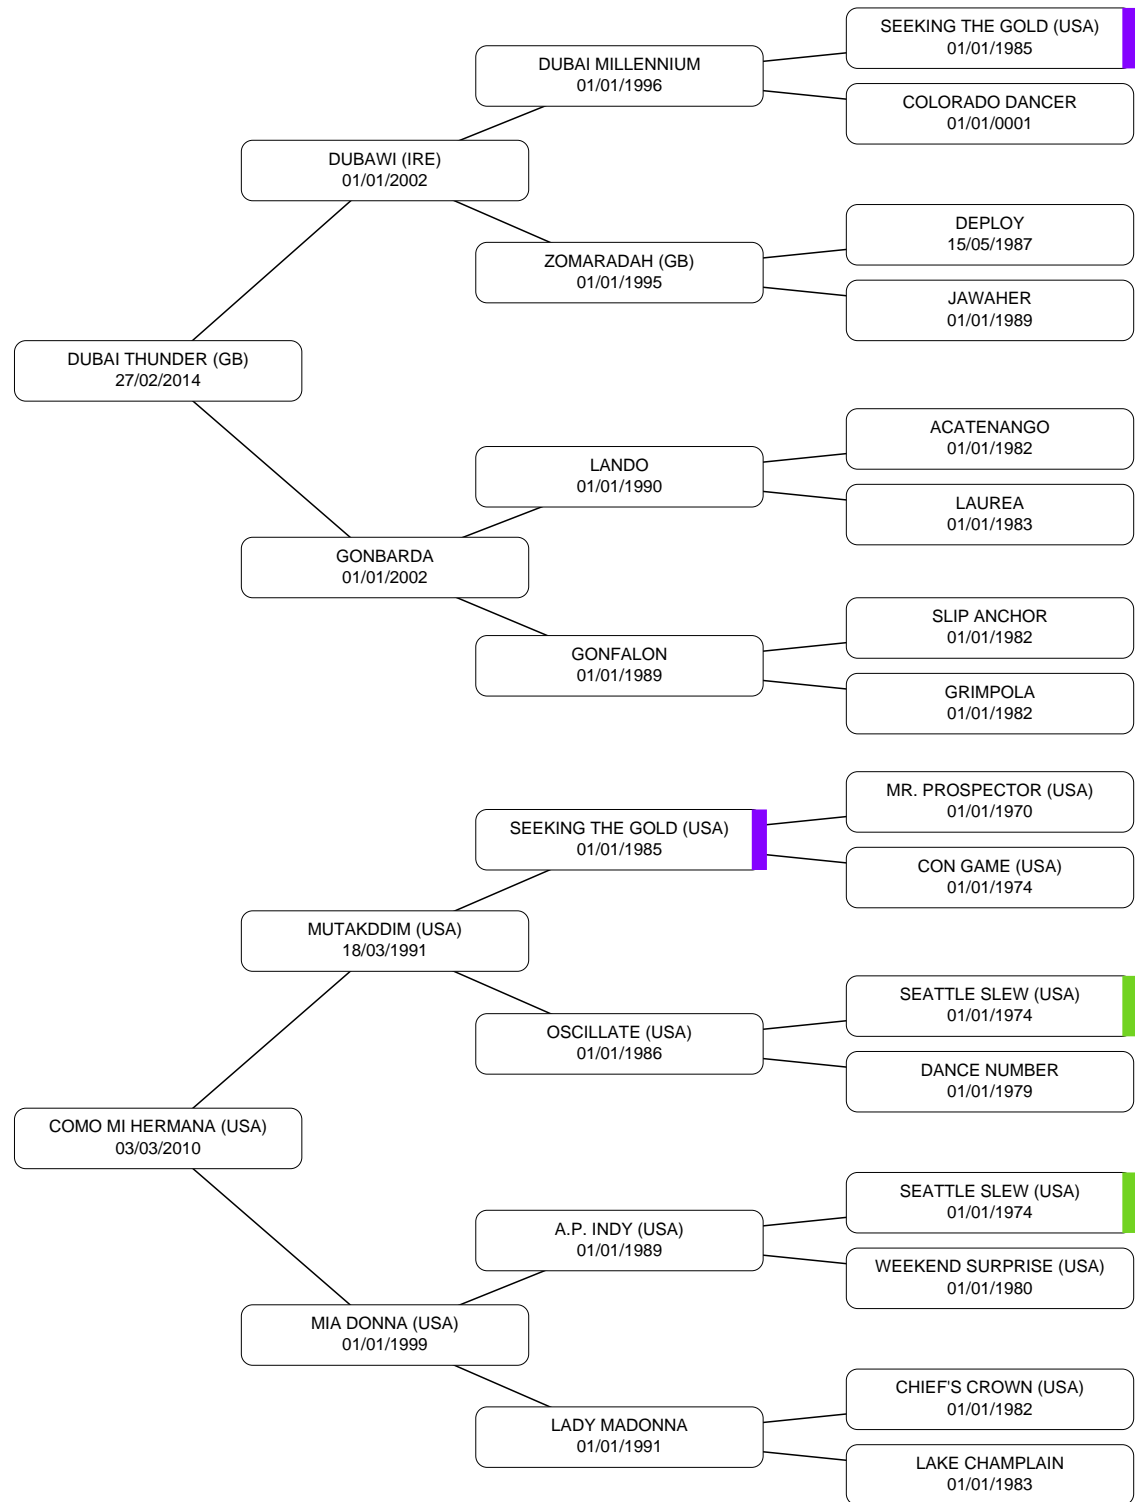 SEEKING THE GOLD (USA)
01/01/1985
DUBAI MILLENNIUM
01/01/1996
COLORADO DANCER
01/01/0001
DUBAWI (IRE)
01/01/2002
DEPLOY
15/05/1987
ZOMARADAH (GB)
01/01/1995
JAWAHER
01/01/1989
DUBAI THUNDER (GB)
27/02/2014
ACATENANGO
01/01/1982
LANDO
01/01/1990
LAUREA
01/01/1983
GONBARDA
01/01/2002
SLIP ANCHOR
01/01/1982
GONFALON
01/01/1989
GRIMPOLA
01/01/1982
MR. PROSPECTOR (USA)
01/01/1970
SEEKING THE GOLD (USA)
01/01/1985
CON GAME (USA)
01/01/1974
MUTAKDDIM (USA)
18/03/1991
SEATTLE SLEW (USA)
01/01/1974
OSCILLATE (USA)
01/01/1986
DANCE NUMBER
01/01/1979
COMO MI HERMANA (USA)
03/03/2010
SEATTLE SLEW (USA)
01/01/1974
A.P. INDY (USA)
01/01/1989
WEEKEND SURPRISE (USA)
01/01/1980
MIA DONNA (USA)
01/01/1999
CHIEF'S CROWN (USA)
01/01/1982
LADY MADONNA
01/01/1991
LAKE CHAMPLAIN
01/01/1983